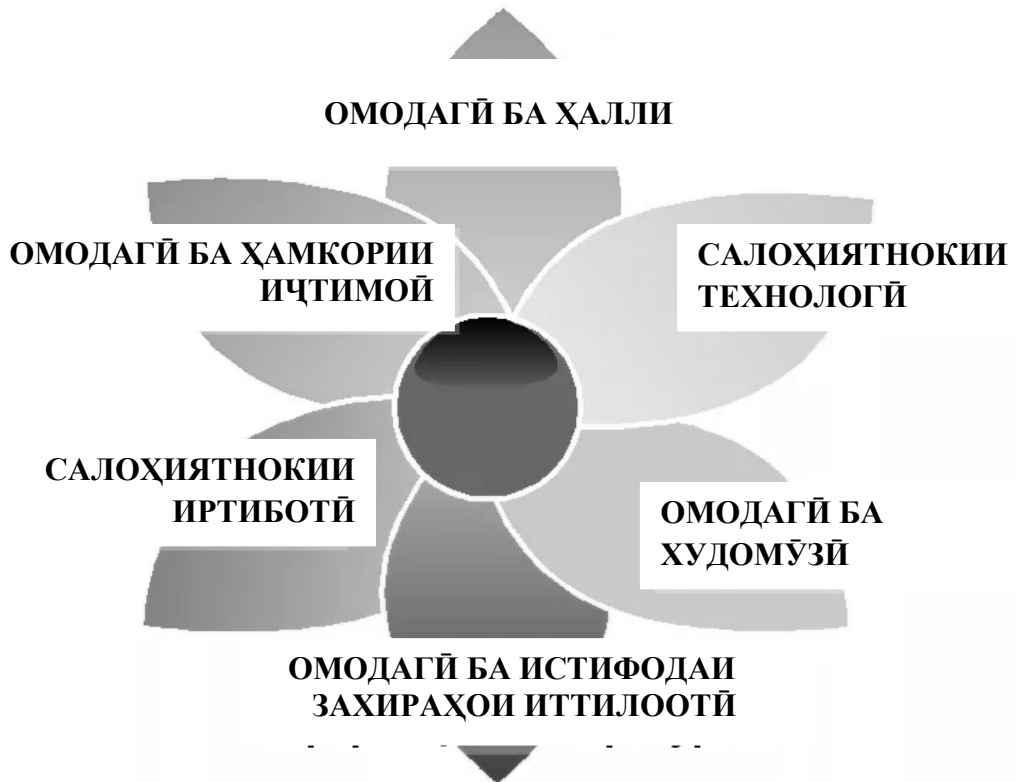 ОМОДАГӢ БА ҲАЛЛИ
ОМОДАГӢ БА ҲАМКОРИИ
ИҶТИМОӢ
САЛОҲИЯТНОКИИ
ТЕХНОЛОГӢ
САЛОҲИЯТНОКИИ
ИРТИБОТӢ
ОМОДАГӢ БА
ХУДОМӮЗӢ
ОМОДАГӢ БА ИСТИФОДАИ
ЗАХИРАҲОИ ИТТИЛООТӢ